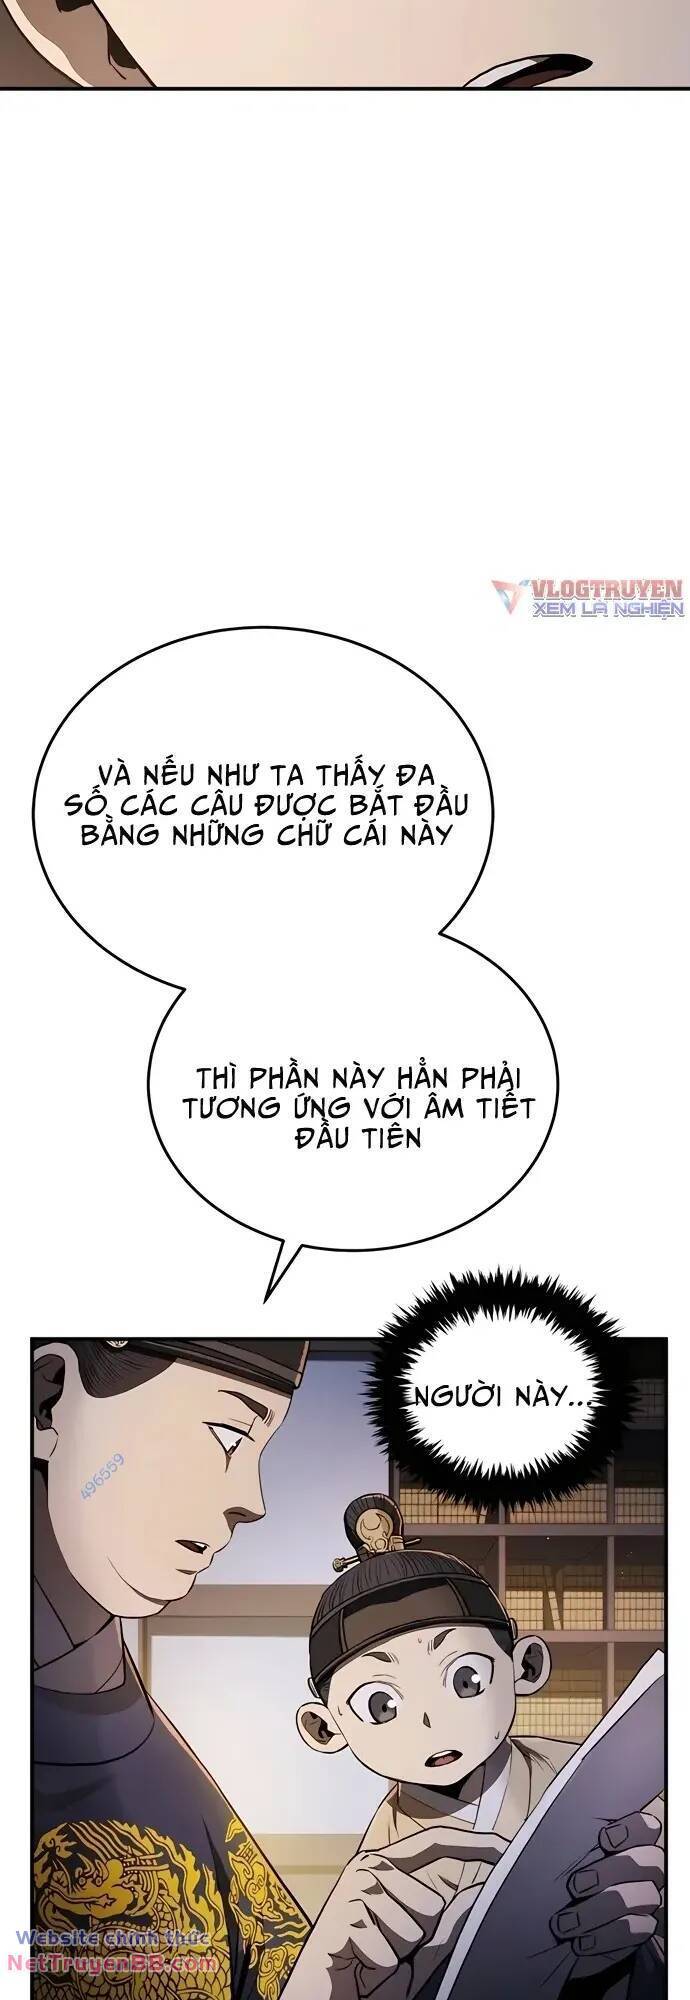 VLOGTRUYEN
XEM LÀ NGHIỆN
VÀ NẾU NHƯ TA THẤY ĐA
SỐ CÁC CÂU ĐƯỢC BẮT ĐẦU
BẰNG NHỮNG CHỮ CÁI NÀY
THÌ PHẦN NÀY HẲN PHẢI
TƯƠNG ỨNG VỚI ÂM TIẾT
ĐẦU TIÊN
NGƯỜI NÀY...
496559
Website chính thức
NetTruyenBB.com